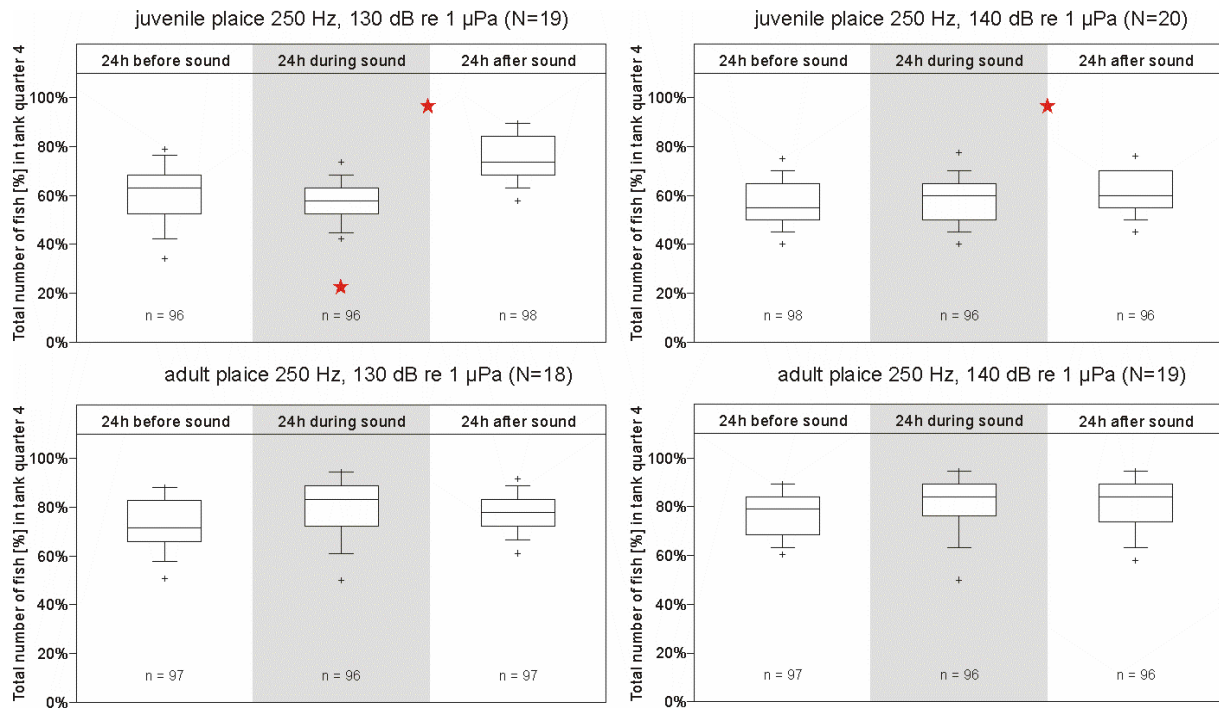 juvenile plaice 250 Hz, 130 dB re 1 µPa (N=19)
Total number of fish [%] in tank quarter 4
24h before sound
24h during sound
24h after sound
100%
80%
60%
40%
20%
0%
n = 96
n = 96
n = 98
juvenile plaice 250 Hz, 140 dB re 1 µPa (N=20)
Total number of fish [%] in tank quarter 4
24h before sound
24h during sound
24h after sound
100%
80%
60%
40%
20%
0%
n = 98
n = 96
n = 96
adult plaice 250 Hz, 130 dB re 1 µPa (N=18)
Total number of fish [%] in tank quarter 4
24h before sound
24h during sound
24h after sound
100%
80%
60%
40%
20%
0%
n = 97
n = 96
n = 97
adult plaice 250 Hz, 140 dB re 1 µPa (N=19)
Total number of fish [%] in tank quarter 4
24h before sound
24h during sound
24h after sound
100%
80%
60%
40%
20%
0%
n = 97
n = 96
n = 96